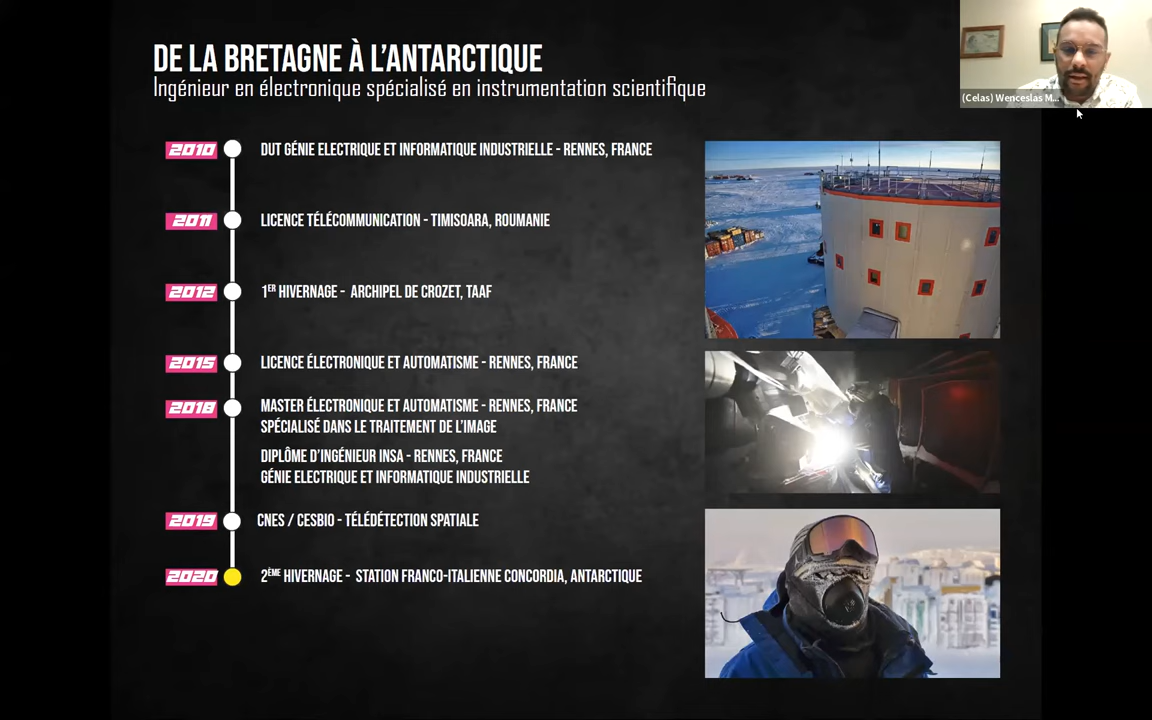 DE LA BRETAGNE À L'ANTARCTIQUE
Ingénieur en électronique spécialisé en instrumentation scientifique
(Celas) Wenceslas M...
2010 DUT GÉNIE ELECTRIQUE ET INFORMATIQUE INDUSTRIELLE - RENNES, FRANCE
2011 LICENCE TÉLÉCOMMUNICATION - TIMISOARA, ROUMANIE
2012 1ER HIVERNAGE - ARCHIPEL DE CROZET, TAAF
2015 LICENCE ÉLECTRONIQUE ET AUTOMATISME - RENNES, FRANCE
2018 MASTER ÉLECTRONIQUE ET AUTOMATISME - RENNES, FRANCE
SPÉCIALISÉ DANS LE TRAITEMENT DE L'IMAGE
DIPLÔME D'INGÉNIEUR INSA - RENNES, FRANCE
GÉNIE ELECTRIQUE ET INFORMATIQUE INDUSTRIELLE
2019 CNES / CESBIO - TÉLÉDÉTECTION SPATIALE
2020 2ÈME HIVERNAGE - STATION FRANCO-ITALIENNE CONCORDIA, ANTARCTIQUE